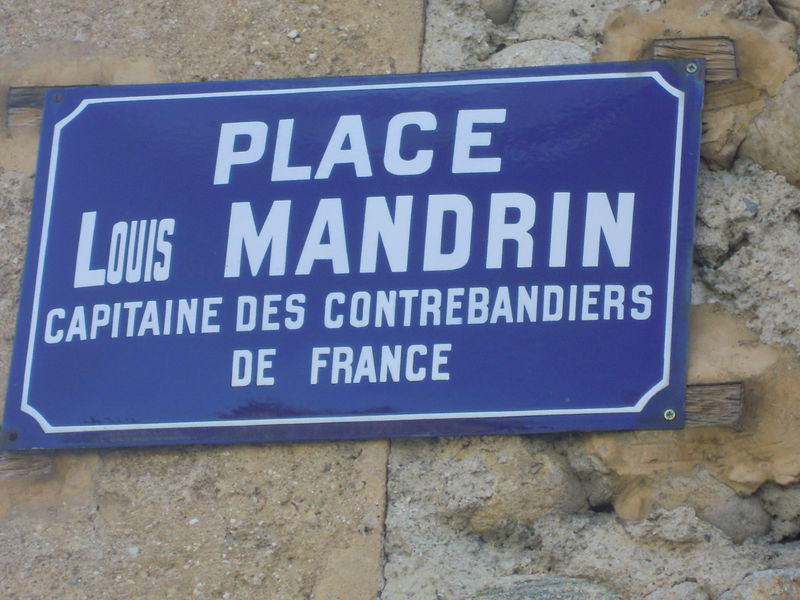 PLACE
LOUIS MANDRIN
CAPITAINE DES CONTREBANDIERS
DE FRANCE